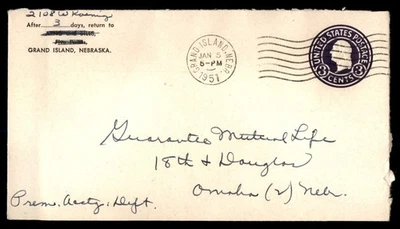 2108 W Koenig
After 3 days, return to
GRAND ISLAND, NEBRASKA.
GRAND ISLAND, NEBR.
JAN 5
5-PM
1951
UNITED STATES POSTAGE
3 CENTS 3
Guarantee Mutual Life
18th & Douglas
Omaha (2) Nebr.
Prem. Acctg. Dept.